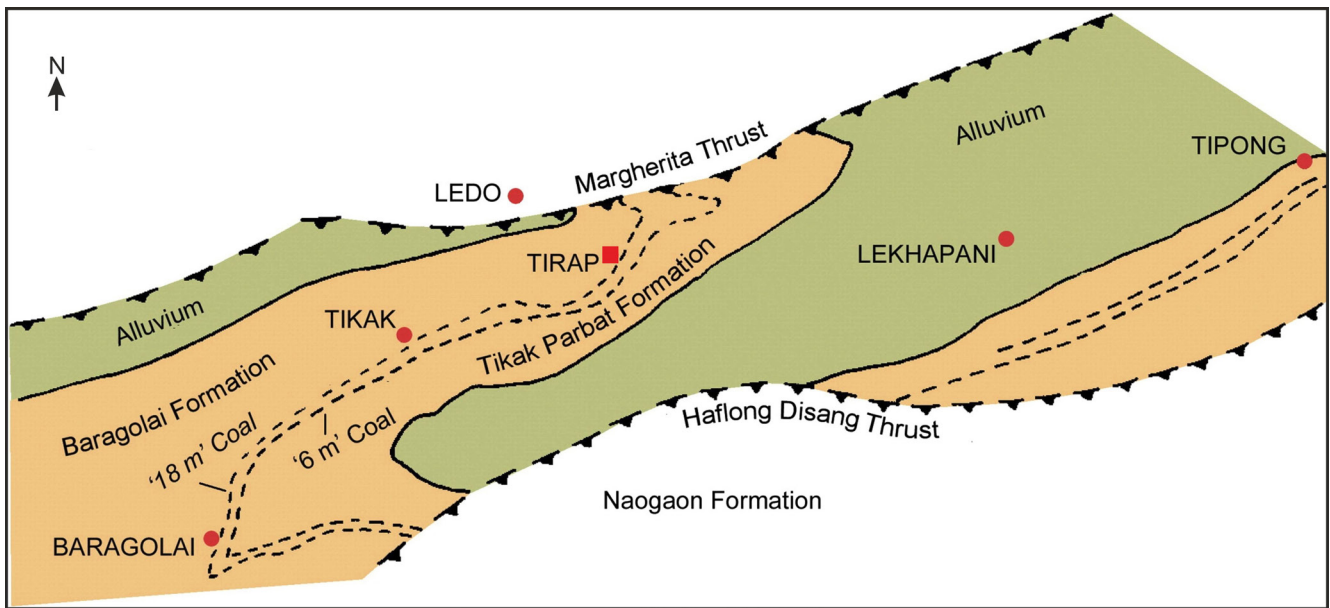 N
Margherita Thrust
Alluvium
TIPONG
LEDO
TIRAP
LEKHAPANI
Alluvium
TIKAK
Tikak Parbat Formation
Baragolai Formation
Haflong Disang Thrust
‘18 m’ Coal
‘6 m’ Coal
Naogaon Formation
BARAGOLAI